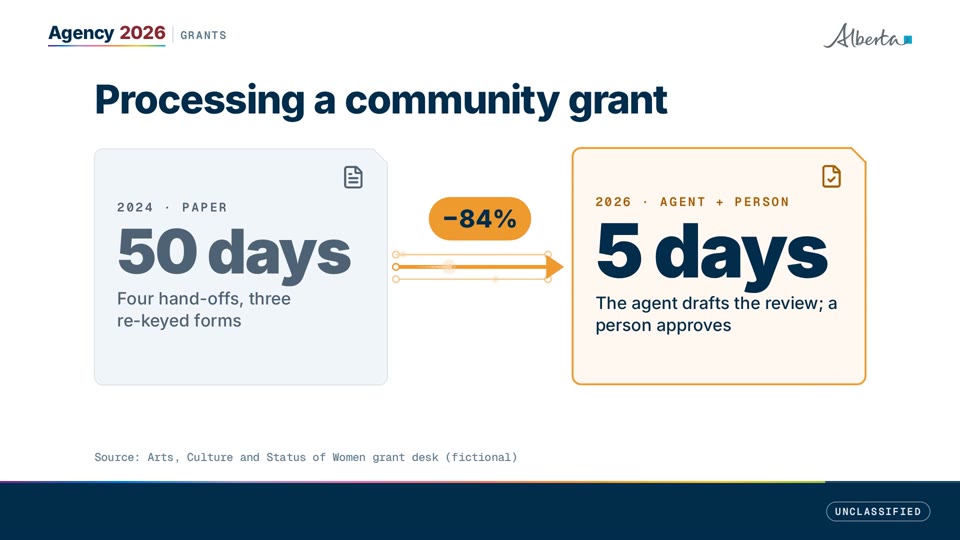 Agency 2026 | GRANTS
Alberta
Processing a community grant
2024 · PAPER
50 days
Four hand-offs, three
re-keyed forms
−84%
2026 · AGENT + PERSON
5 days
The agent drafts the review; a
person approves
Source: Arts, Culture and Status of Women grant desk (fictional)
UNCLASSIFIED